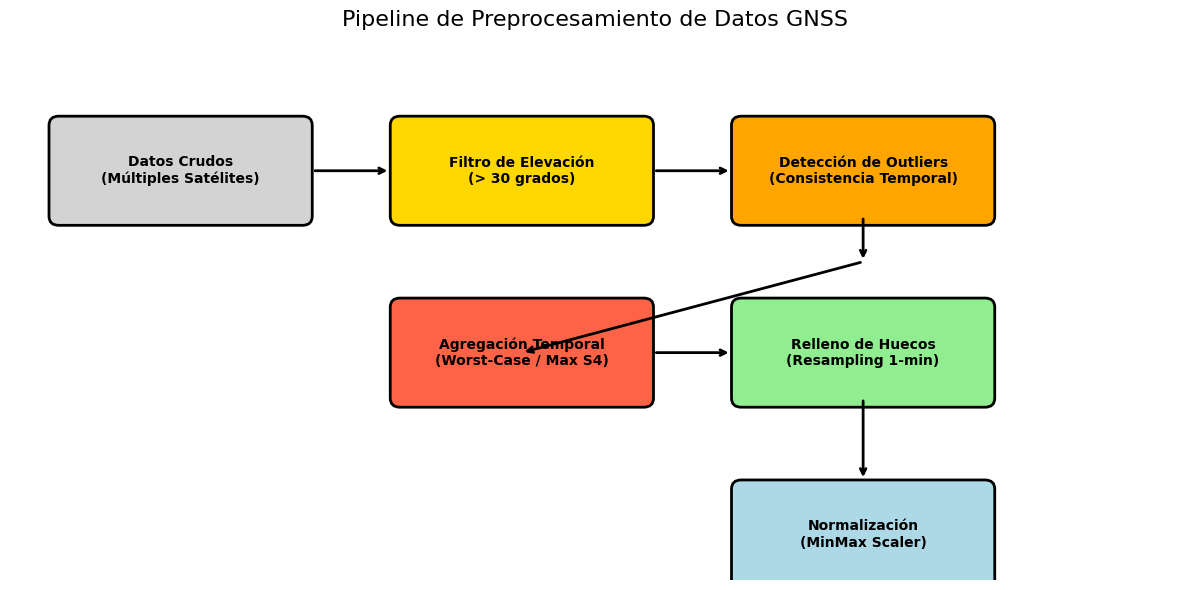 Pipeline de Preprocesamiento de Datos GNSS
Datos Crudos
(Múltiples Satélites)
Filtro de Elevación
(> 30 grados)
Detección de Outliers
(Consistencia Temporal)
Agregación Temporal
(Worst-Case / Max S4)
Relleno de Huecos
(Resampling 1-min)
Normalización
(MinMax Scaler)